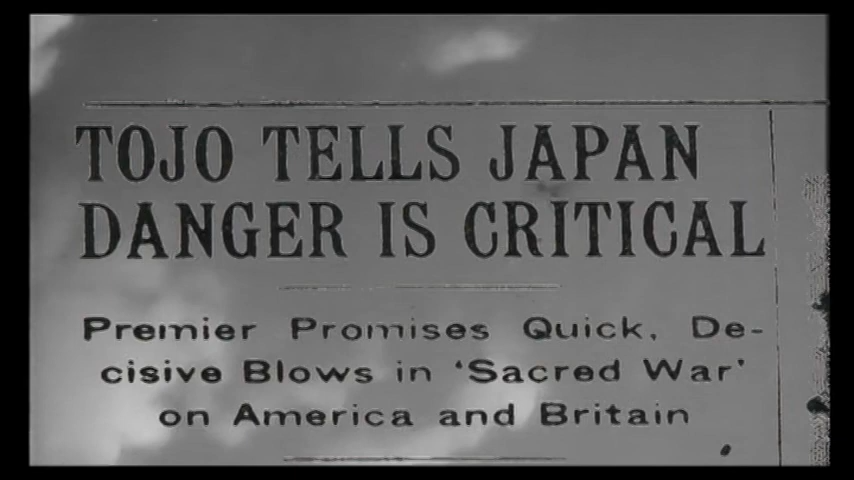 TOJO TELLS JAPAN
DANGER IS CRITICAL
Premier Promises Quick, De-
cisive Blows in 'Sacred War'
on America and Britain